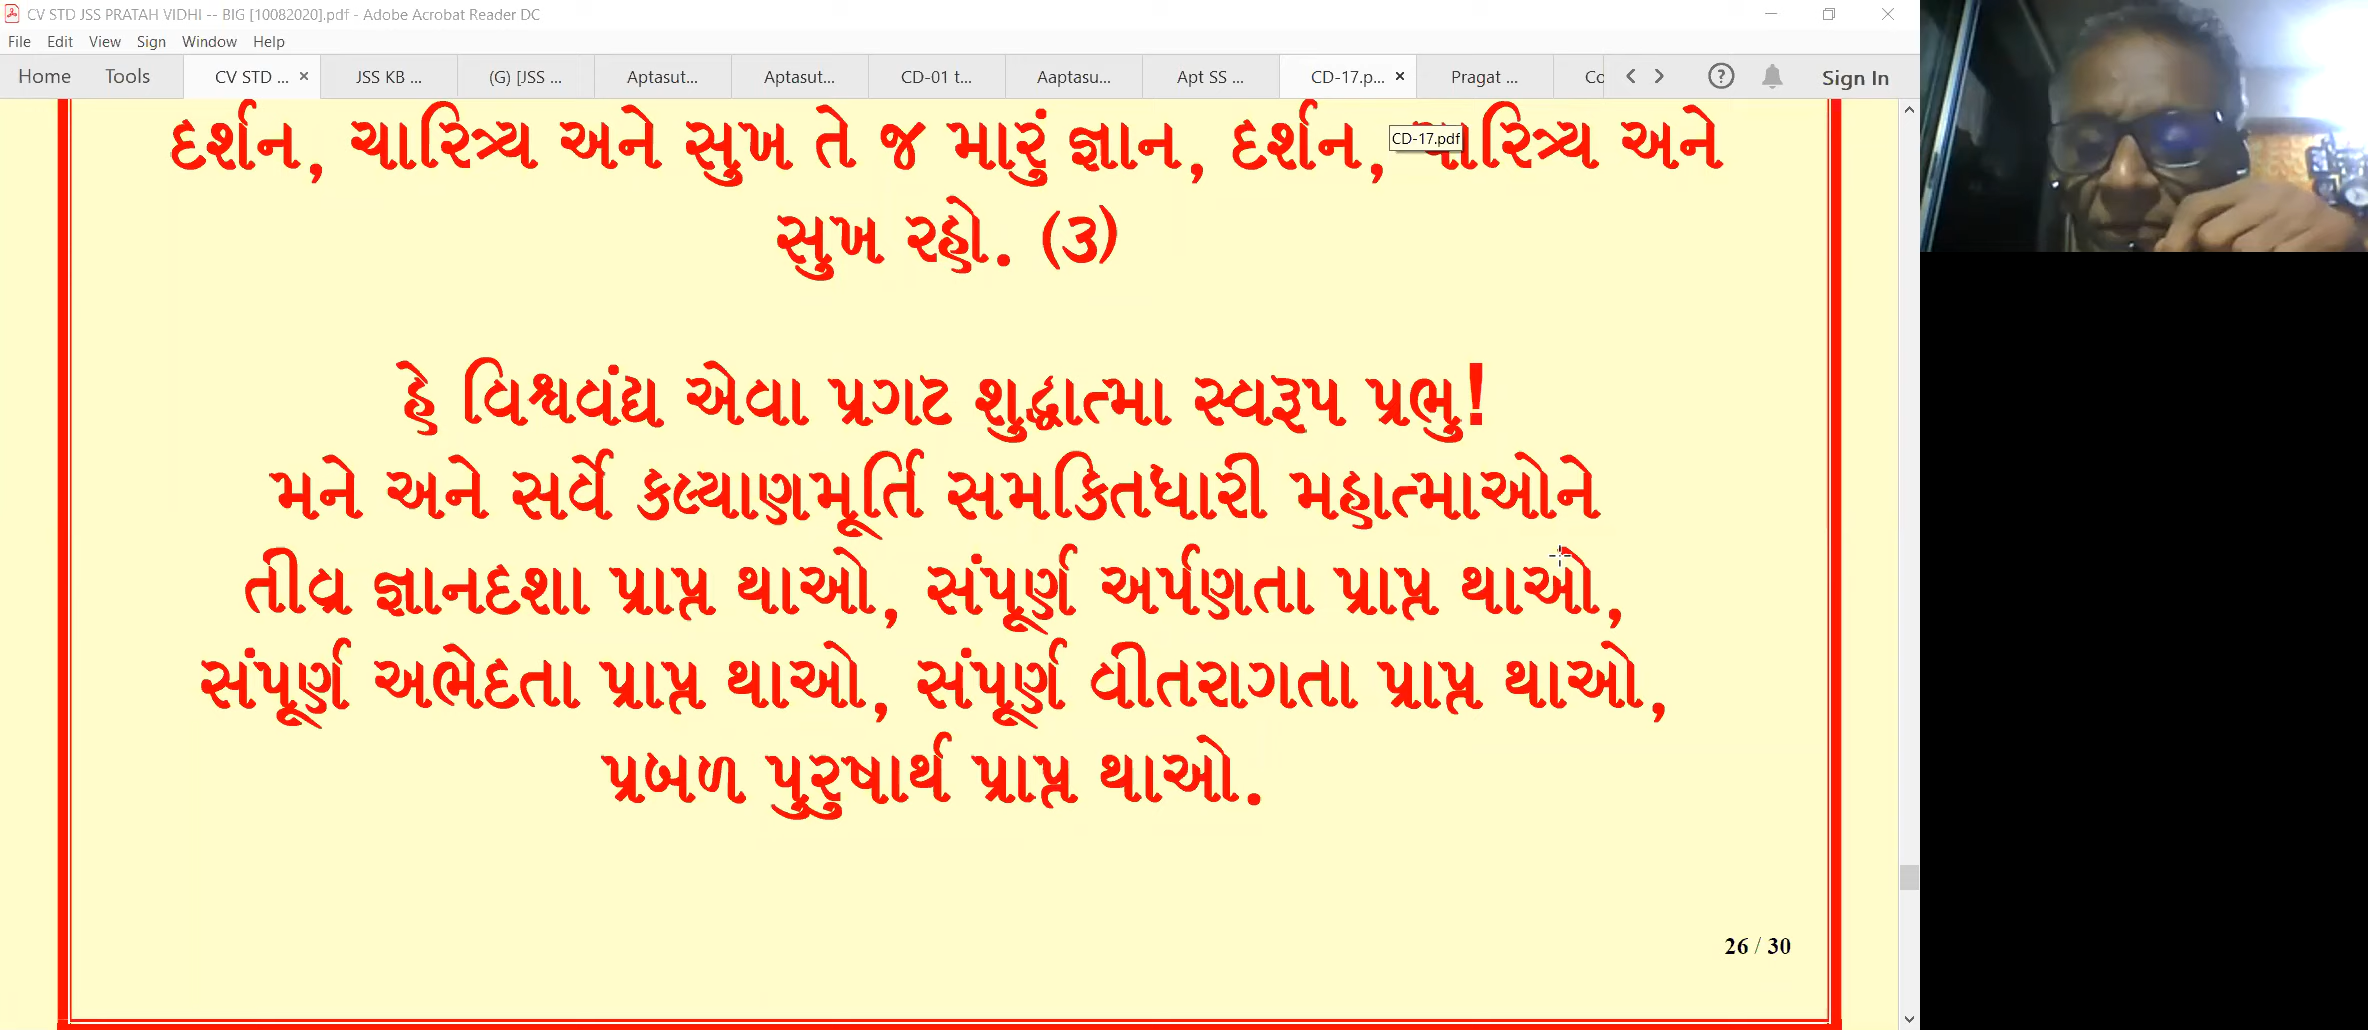 CV STD JSS PRATAH VIDHI -- BIG [10082020].pdf - Adobe Acrobat Reader DC
File Edit View Sign Window Help
Home Tools CV STD ... JSS KB ... (G) [JSS ... Aptasut... Aptasut... CD-01 t... Aaptasu... Apt SS ... CD-17.p... Pragat ... Co Sign In
દર્શન, ચારિત્ર્ય અને સુખ તે જ મારું જ્ઞાન, દર્શન, ચારિત્ર્ય અને
CD-17.pdf
સુખ રહો. (૩)
હે વિશ્વવંદ્ય એવા પ્રગટ શુદ્ધાત્મા સ્વરૂપ પ્રભુ!
મને અને સર્વે કલ્યાણમૂર્તિ સમકિતધારી મહાત્માઓને
તીવ્ર જ્ઞાનદશા પ્રાપ્ત થાઓ, સંપૂર્ણ અર્પણતા પ્રાપ્ત થાઓ,
સંપૂર્ણ અભેદતા પ્રાપ્ત થાઓ, સંપૂર્ણ વીતરાગતા પ્રાપ્ત થાઓ,
પ્રબળ પુરુષાર્થ પ્રાપ્ત થાઓ.
26 / 30